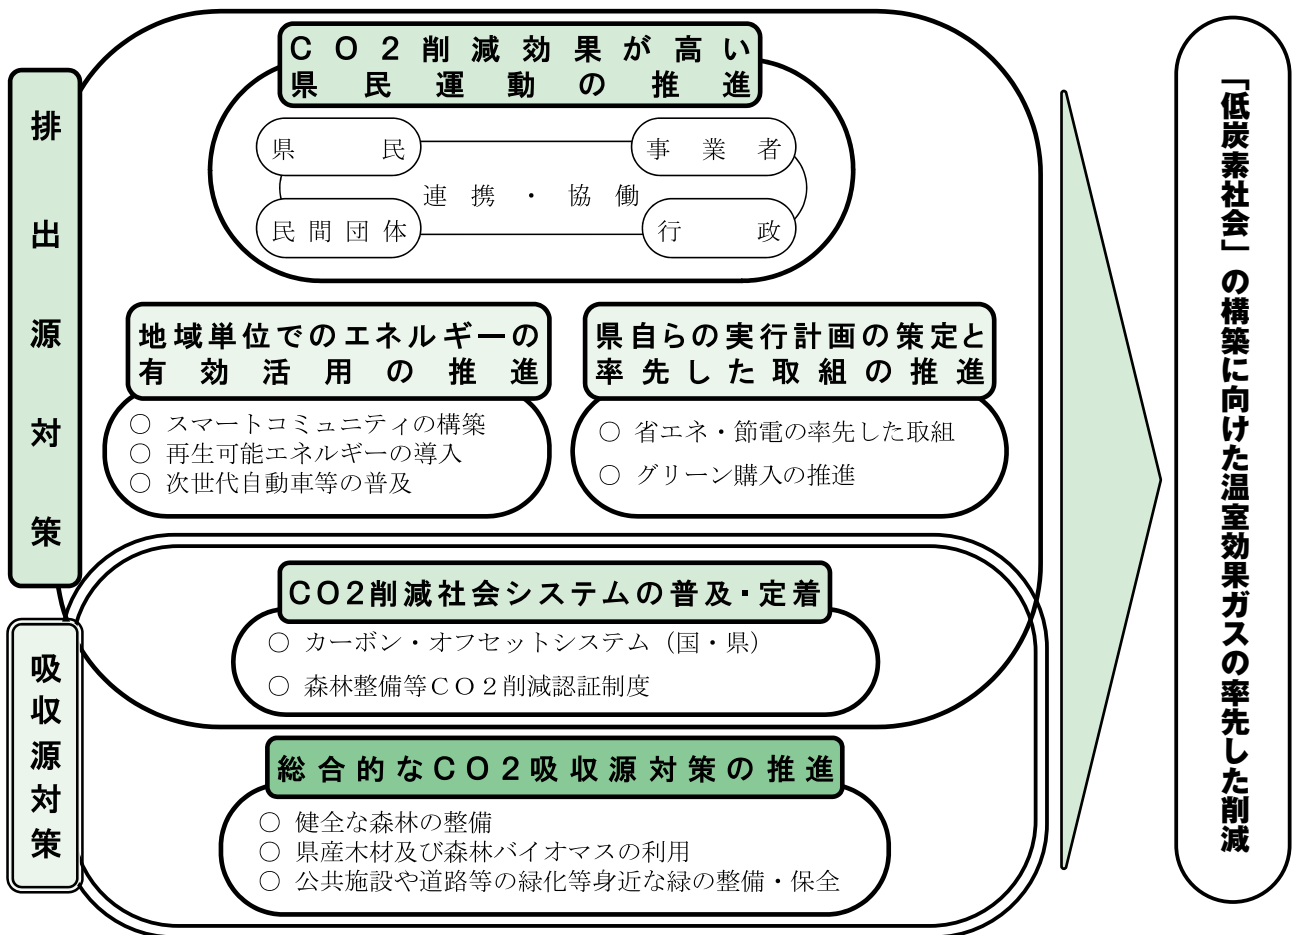 排出源対策
CO2削減効果が高い
県民運動の推進
県民
事業者
連携・協働
民間団体
行政
地域単位でのエネルギーの
有効活用の推進
○ スマートコミュニティの構築
○ 再生可能エネルギーの導入
○ 次世代自動車等の普及
県自らの実行計画の策定と
率先した取組の推進
○ 省エネ・節電の率先した取組
○ グリーン購入の推進
CO2削減社会システムの普及・定着
○ カーボン・オフセットシステム（国・県）
○ 森林整備等CO2削減認証制度
吸収源対策
総合的なCO2吸収源対策の推進
○ 健全な森林の整備
○ 県産木材及び森林バイオマスの利用
○ 公共施設や道路等の緑化等身近な緑の整備・保全
「低炭素社会」の構築に向けた温室効果ガスの率先した削減